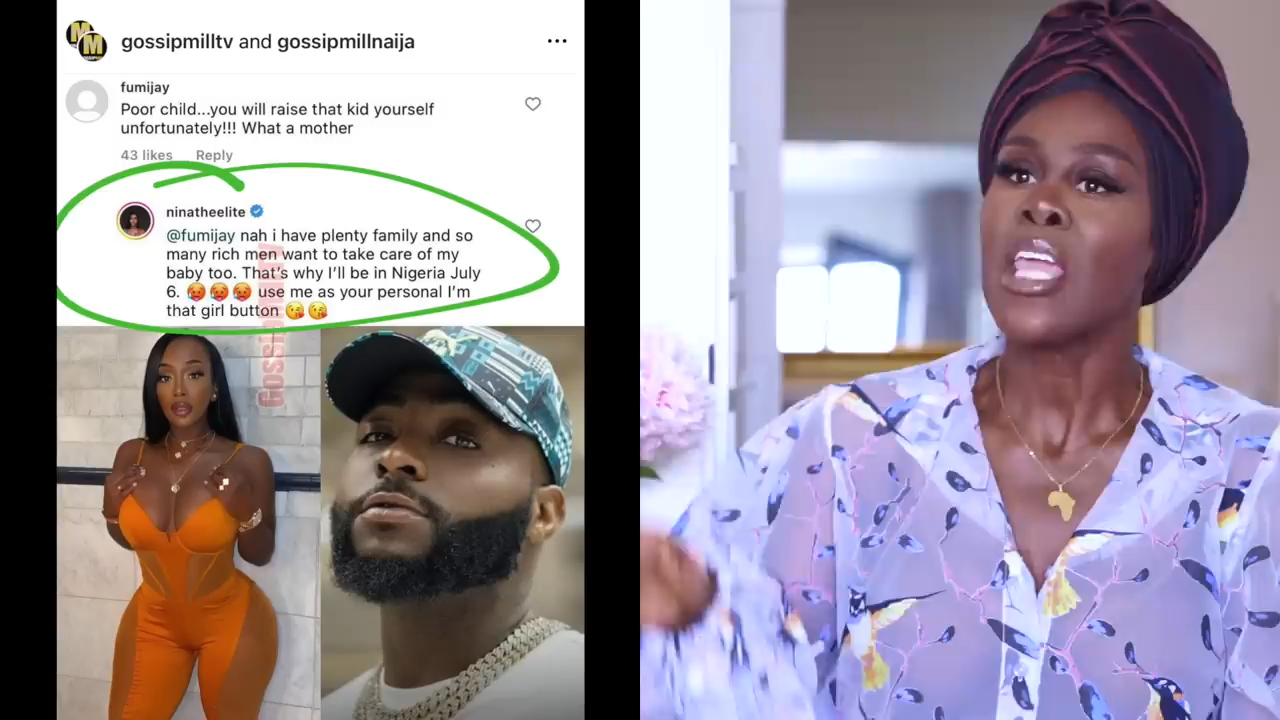 gossipmilltv and gossipmillnaija
fumijay
Poor child...you will raise that kid yourself
unfortunately!!! What a mother
43 likes Reply
ninatheelite
@fumijay nah i have plenty family and so
many rich men want to take care of my
baby too. That's why I'll be in Nigeria July
6. 🥵🥵🥵 use me as your personal I'm
that girl button 😘😘